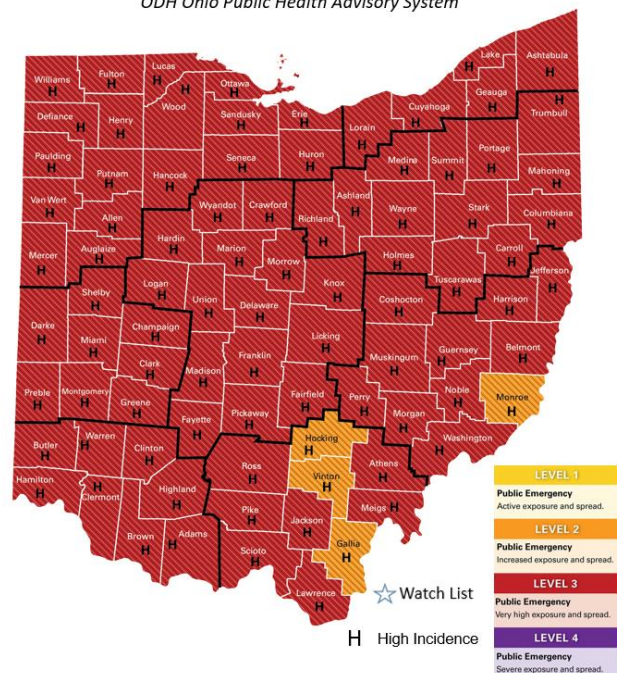 ODH Ohio Public Health Advisory System
Williams
H
Fulton
H
Lucas
H
Wood
H
Ottawa
H
Sandusky
H
Erie
H
Lorain
H
Cuyahoga
H
Lake
H
Geauga
H
Ashtabula
H
Trumbull
H
Defiance
H
Henry
H
Paulding
H
Putnam
H
Hancock
H
Seneca
H
Huron
H
Medina
H
Summit
H
Portage
H
Mahoning
H
Van Wert
H
Allen
H
Wyandot
H
Crawford
H
Richland
H
Ashland
H
Wayne
H
Stark
H
Columbiana
H
Mercer
H
Auglaize
H
Hardin
H
Marion
H
Morrow
H
Holmes
H
Tuscarawas
H
Carroll
H
Jefferson
H
Shelby
H
Logan
H
Union
H
Delaware
H
Knox
H
Coshocton
H
Harrison
H
Darke
H
Miami
H
Champaign
H
Clark
H
Madison
H
Franklin
H
Licking
H
Muskingum
H
Guernsey
H
Belmont
H
Preble
H
Montgomery
H
Greene
H
Fayette
H
Pickaway
H
Fairfield
H
Perry
H
Morgan
H
Noble
H
Monroe
H
Butler
H
Warren
H
Clinton
H
Ross
H
Hocking
H
Vinton
H
Athens
H
Washington
H
Hamilton
H
Clermont
H
Brown
H
Highland
H
Adams
H
Pike
H
Scioto
H
Jackson
H
Gallia
H
Meigs
H
Lawrence
H
Watch List
H High Incidence
LEVEL 1
Public Emergency
Active exposure and spread.
LEVEL 2
Public Emergency
Increased exposure and spread.
LEVEL 3
Public Emergency
Very high exposure and spread.
LEVEL 4
Public Emergency
Severe exposure and spread.